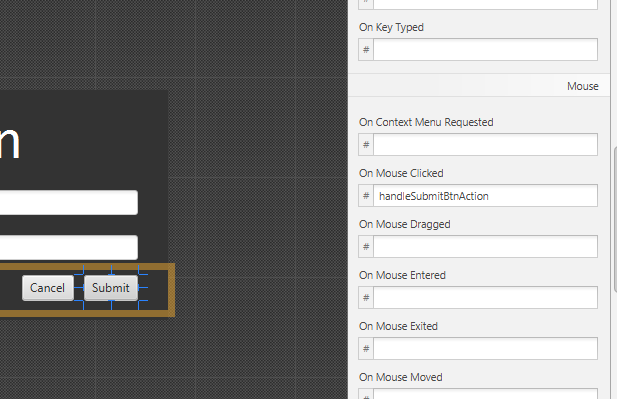 n
Cancel
Submit
#
On Key Typed
#
Mouse
On Context Menu Requested
#
On Mouse Clicked
# handleSubmitBtnAction
On Mouse Dragged
#
On Mouse Entered
#
On Mouse Exited
#
On Mouse Moved
#